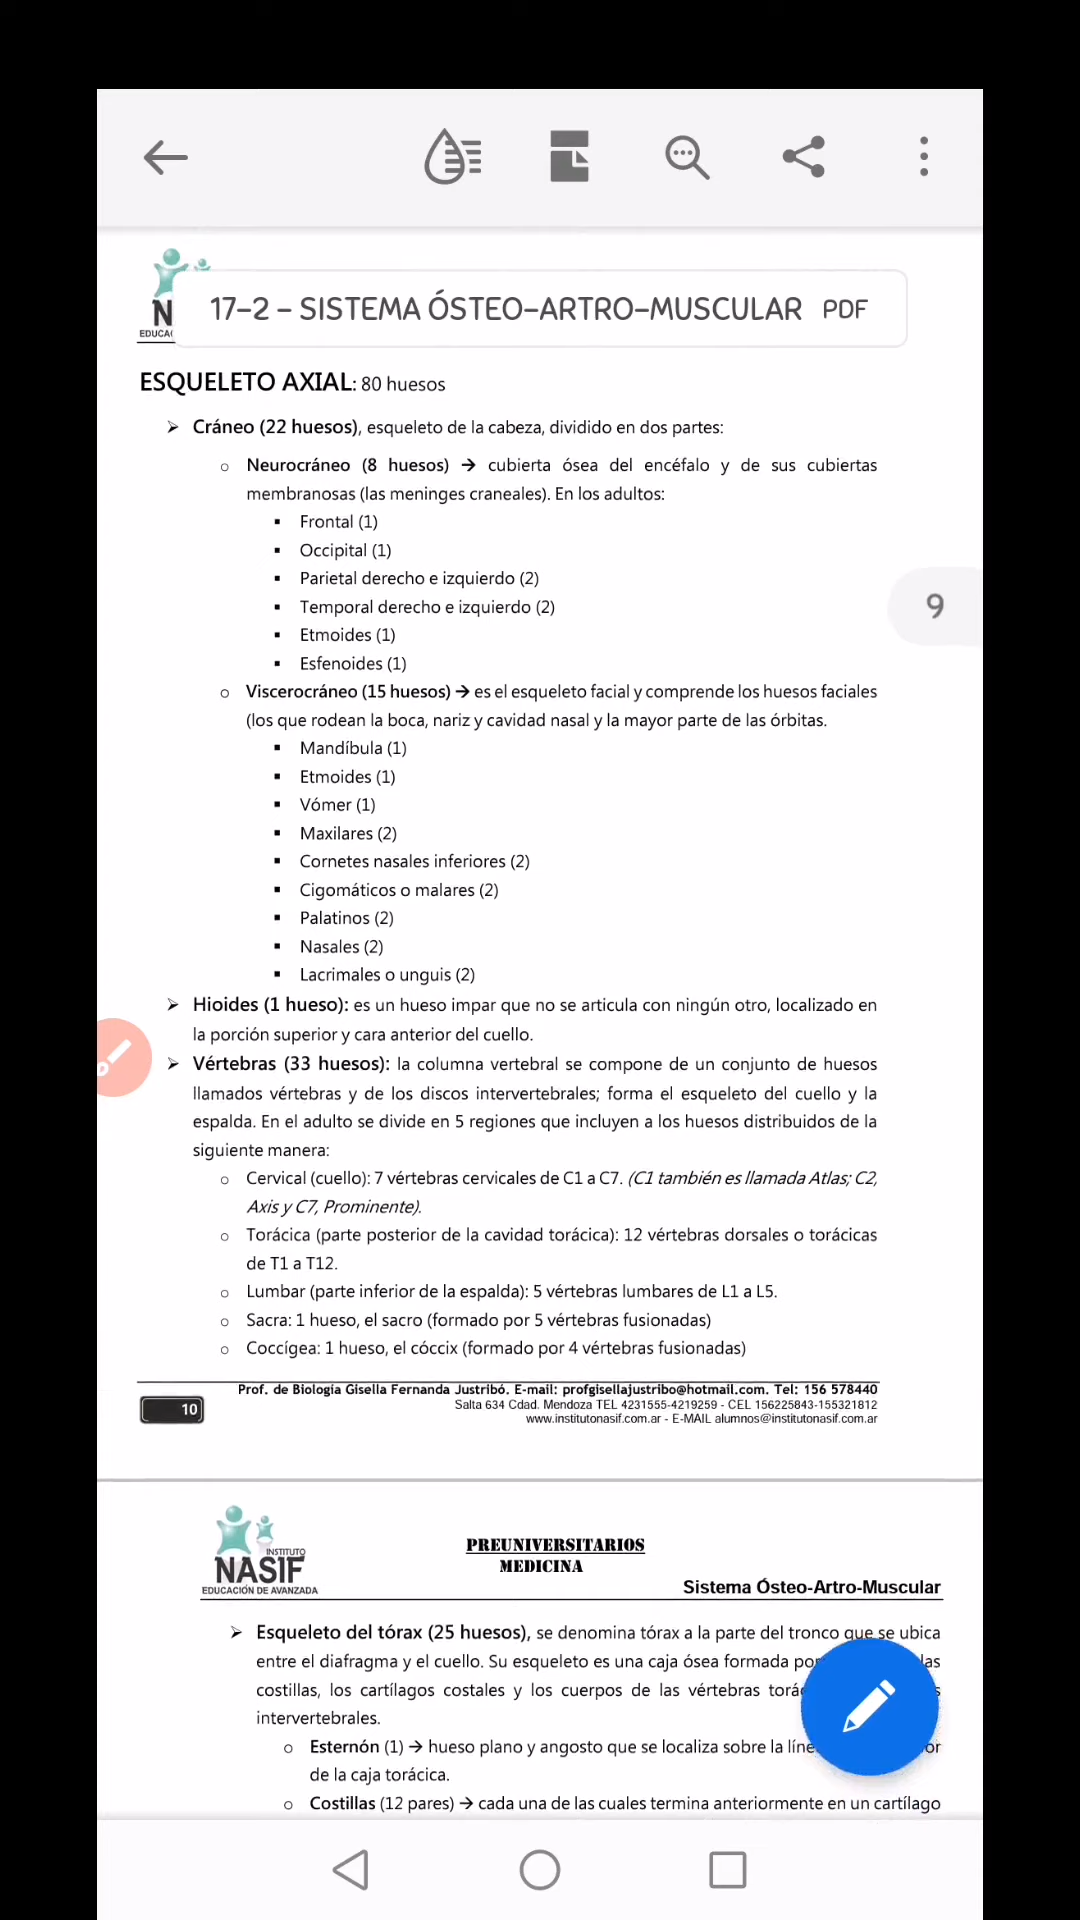 17-2 - SISTEMA ÓSTEO-ARTRO-MUSCULAR PDF
N
EDUCA
ESQUELETO AXIAL: 80 huesos
➢ Cráneo (22 huesos), esqueleto de la cabeza, dividido en dos partes:
o Neurocráneo (8 huesos) → cubierta ósea del encéfalo y de sus cubiertas
membranosas (las meninges craneales). En los adultos:
▪ Frontal (1)
▪ Occipital (1)
▪ Parietal derecho e izquierdo (2)
▪ Temporal derecho e izquierdo (2)
9
▪ Etmoides (1)
▪ Esfenoides (1)
o Viscerocráneo (15 huesos) → es el esqueleto facial y comprende los huesos faciales
(los que rodean la boca, nariz y cavidad nasal y la mayor parte de las órbitas.
▪ Mandíbula (1)
▪ Etmoides (1)
▪ Vómer (1)
▪ Maxilares (2)
▪ Cornetes nasales inferiores (2)
▪ Cigomáticos o malares (2)
▪ Palatinos (2)
▪ Nasales (2)
▪ Lacrimales o unguis (2)
➢ Hioides (1 hueso): es un hueso impar que no se articula con ningún otro, localizado en
la porción superior y cara anterior del cuello.
➢ Vértebras (33 huesos): la columna vertebral se compone de un conjunto de huesos
llamados vértebras y de los discos intervertebrales; forma el esqueleto del cuello y la
espalda. En el adulto se divide en 5 regiones que incluyen a los huesos distribuidos de la
siguiente manera:
o Cervical (cuello): 7 vértebras cervicales de C1 a C7. (C1 también es llamada Atlas; C2,
Axis y C7, Prominente).
o Torácica (parte posterior de la cavidad torácica): 12 vértebras dorsales o torácicas
de T1 a T12.
o Lumbar (parte inferior de la espalda): 5 vértebras lumbares de L1 a L5.
o Sacra: 1 hueso, el sacro (formado por 5 vértebras fusionadas)
o Coccígea: 1 hueso, el cóccix (formado por 4 vértebras fusionadas)
Prof. de Biología Gisella Fernanda Justribó. E-mail: profgisellajustribo@hotmail.com. Tel: 156 578440
10
Salta 634 Cdad. Mendoza TEL 4231555-4219259 - CEL 156225843-155321812
www.institutonasif.com.ar - E-MAIL alumnos@institutonasif.com.ar
INSTITUTO
NASIF
EDUCACIÓN DE AVANZADA
PREUNIVERSITARIOS
MEDICINA
Sistema Ósteo-Artro-Muscular
➢ Esqueleto del tórax (25 huesos), se denomina tórax a la parte del tronco que se ubica
entre el diafragma y el cuello. Su esqueleto es una caja ósea formada por las
costillas, los cartílagos costales y los cuerpos de las vértebras torá s
intervertebrales.
o Esternón (1) → hueso plano y angosto que se localiza sobre la líne or
de la caja torácica.
o Costillas (12 pares) → cada una de las cuales termina anteriormente en un cartílago